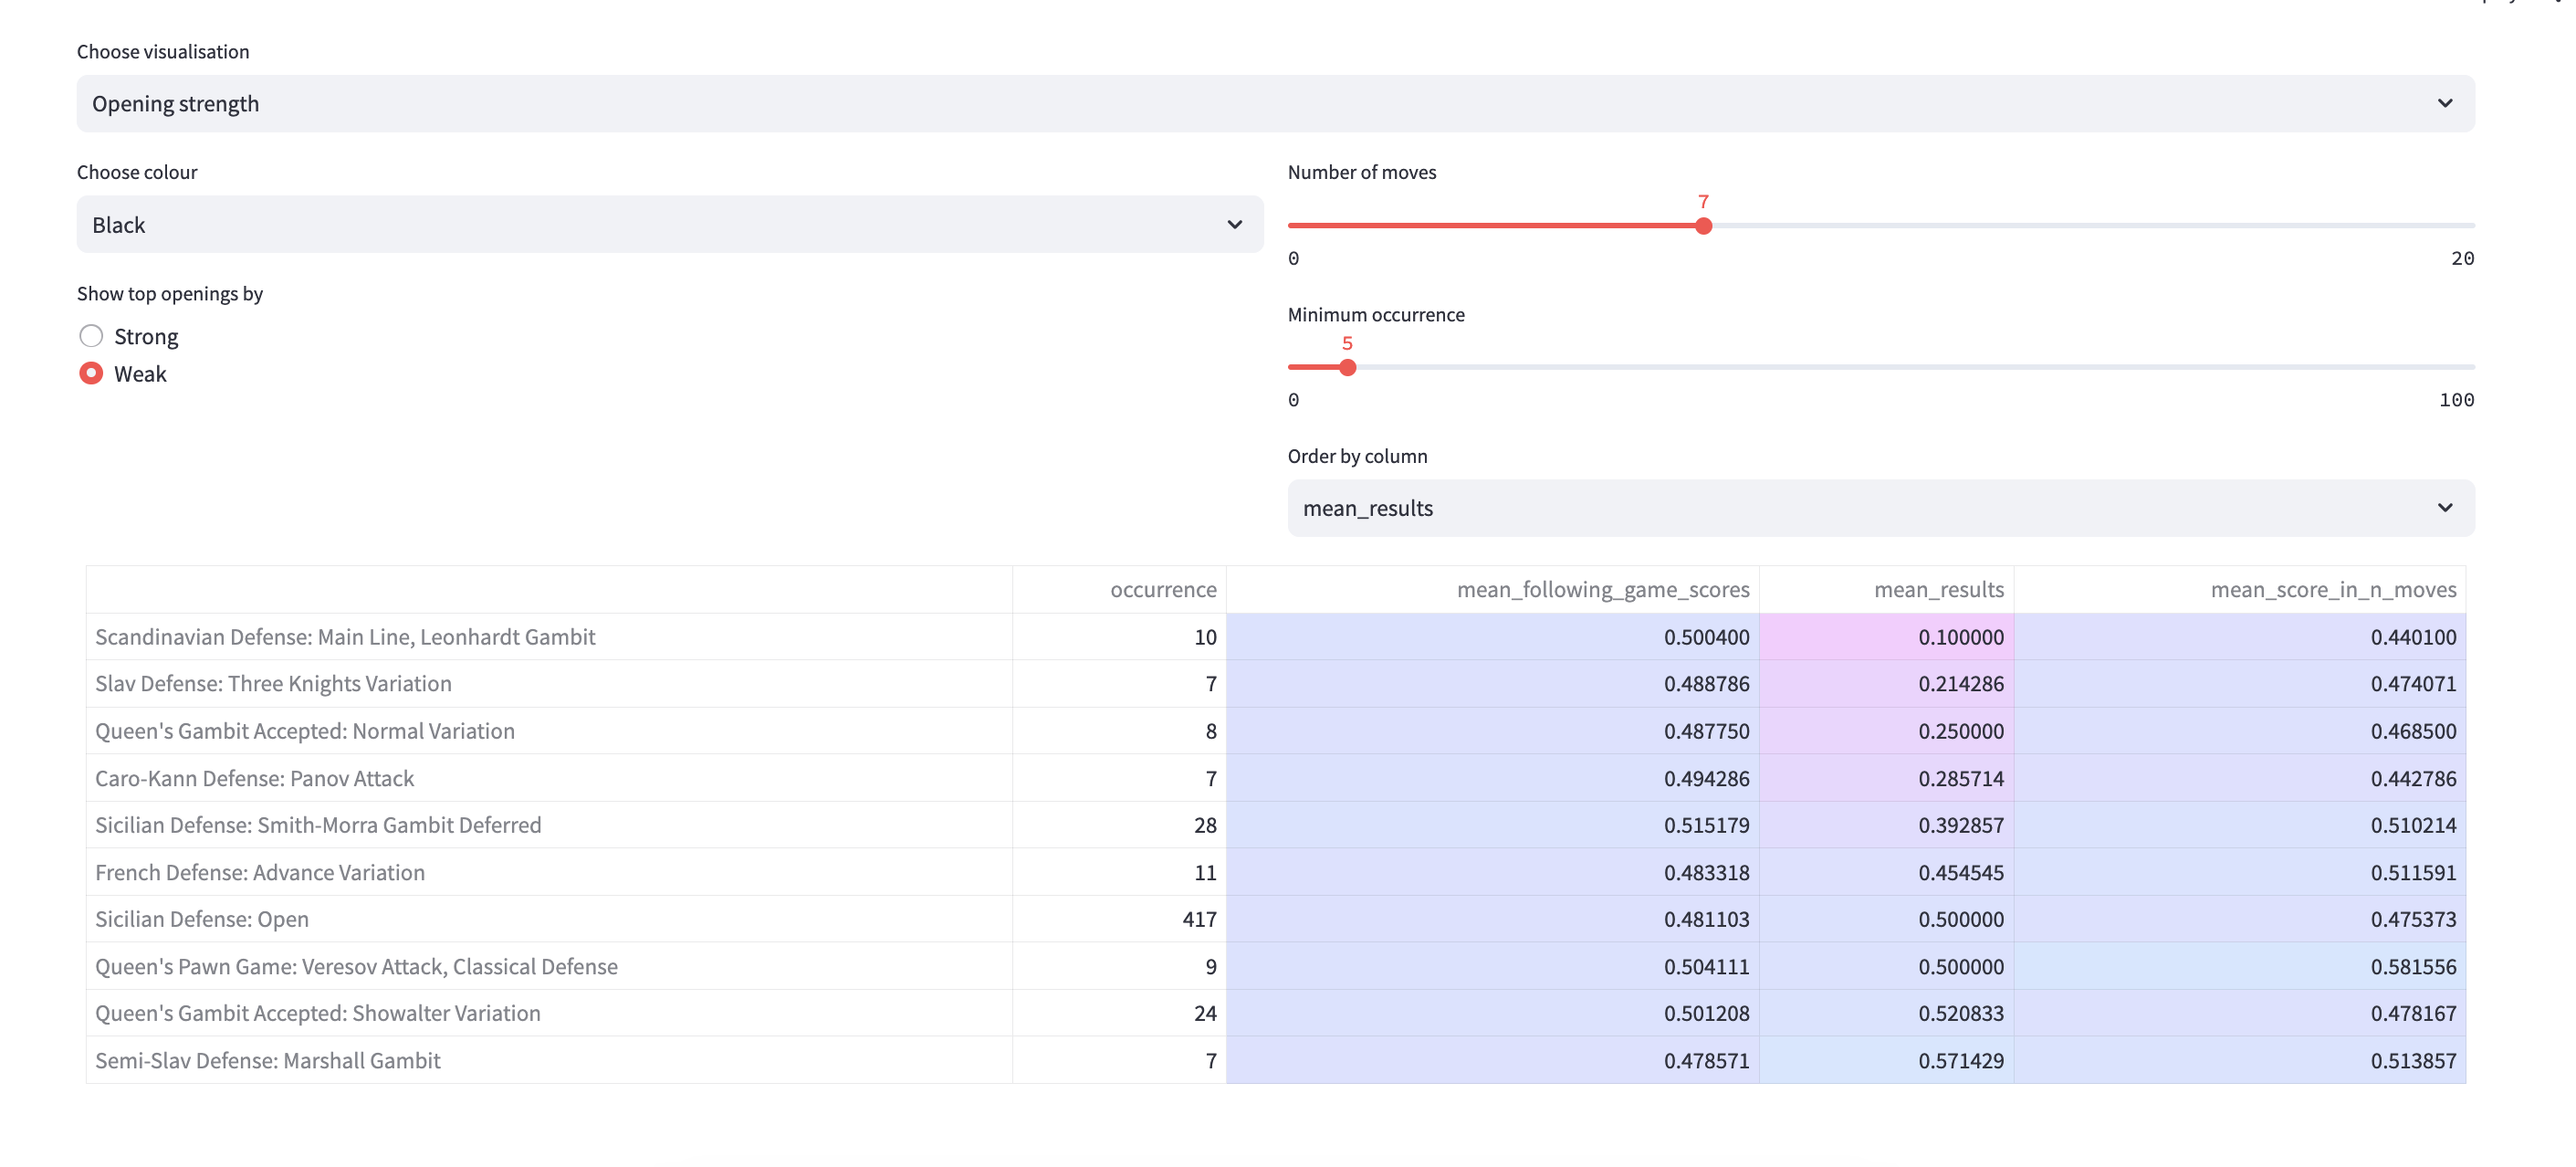 Choose visualisation
Opening strength
Choose colour
Black
Show top openings by
Strong
Weak
Number of moves
7
0 20
Minimum occurrence
5
0 100
Order by column
mean_results
occurrence mean_following_game_scores mean_results mean_score_in_n_moves
Scandinavian Defense: Main Line, Leonhardt Gambit 10 0.500400 0.100000 0.440100
Slav Defense: Three Knights Variation 7 0.488786 0.214286 0.474071
Queen's Gambit Accepted: Normal Variation 8 0.487750 0.250000 0.468500
Caro-Kann Defense: Panov Attack 7 0.494286 0.285714 0.442786
Sicilian Defense: Smith-Morra Gambit Deferred 28 0.515179 0.392857 0.510214
French Defense: Advance Variation 11 0.483318 0.454545 0.511591
Sicilian Defense: Open 417 0.481103 0.500000 0.475373
Queen's Pawn Game: Veresov Attack, Classical Defense 9 0.504111 0.500000 0.581556
Queen's Gambit Accepted: Showalter Variation 24 0.501208 0.520833 0.478167
Semi-Slav Defense: Marshall Gambit 7 0.478571 0.571429 0.513857